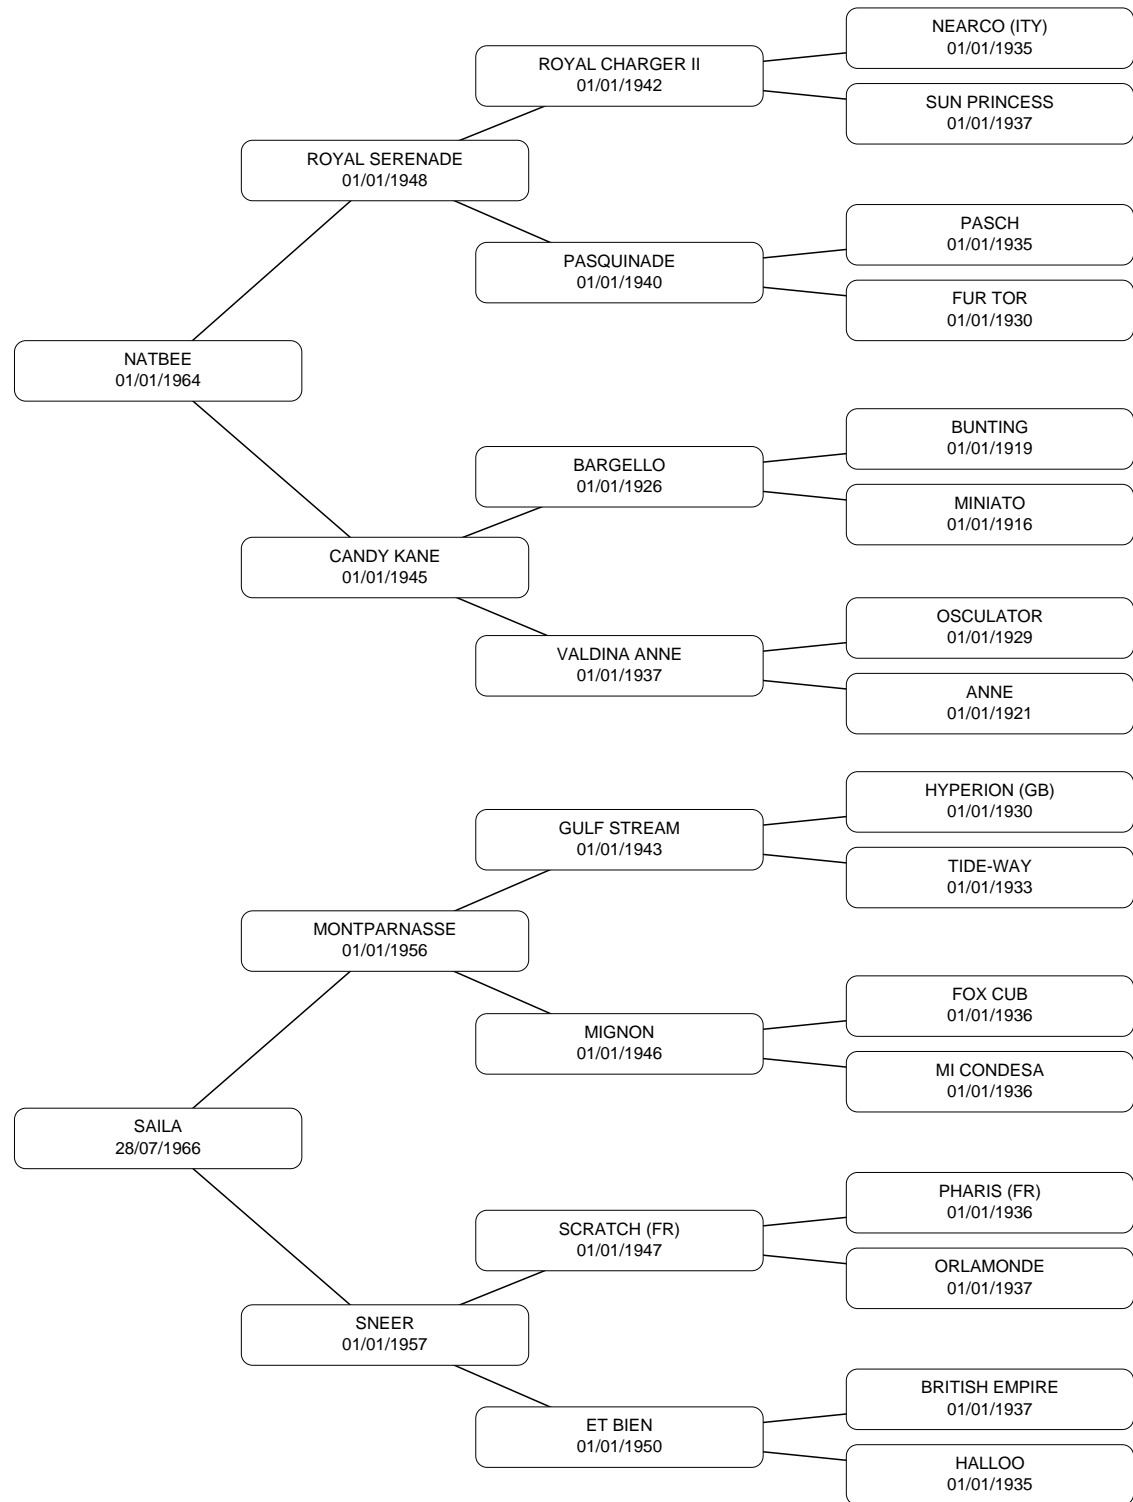 NEARCO (ITY)
01/01/1935
ROYAL CHARGER II
01/01/1942
SUN PRINCESS
01/01/1937
ROYAL SERENADE
01/01/1948
PASCH
01/01/1935
PASQUINADE
01/01/1940
FUR TOR
01/01/1930
NATBEE
01/01/1964
BUNTING
01/01/1919
BARGELLO
01/01/1926
MINIATO
01/01/1916
CANDY KANE
01/01/1945
OSCULATOR
01/01/1929
VALDINA ANNE
01/01/1937
ANNE
01/01/1921
HYPERION (GB)
01/01/1930
GULF STREAM
01/01/1943
TIDE-WAY
01/01/1933
MONTPARNASSE
01/01/1956
FOX CUB
01/01/1936
MIGNON
01/01/1946
MI CONDESA
01/01/1936
SAILA
28/07/1966
PHARIS (FR)
01/01/1936
SCRATCH (FR)
01/01/1947
ORLAMONDE
01/01/1937
SNEER
01/01/1957
BRITISH EMPIRE
01/01/1937
ET BIEN
01/01/1950
HALLOO
01/01/1935